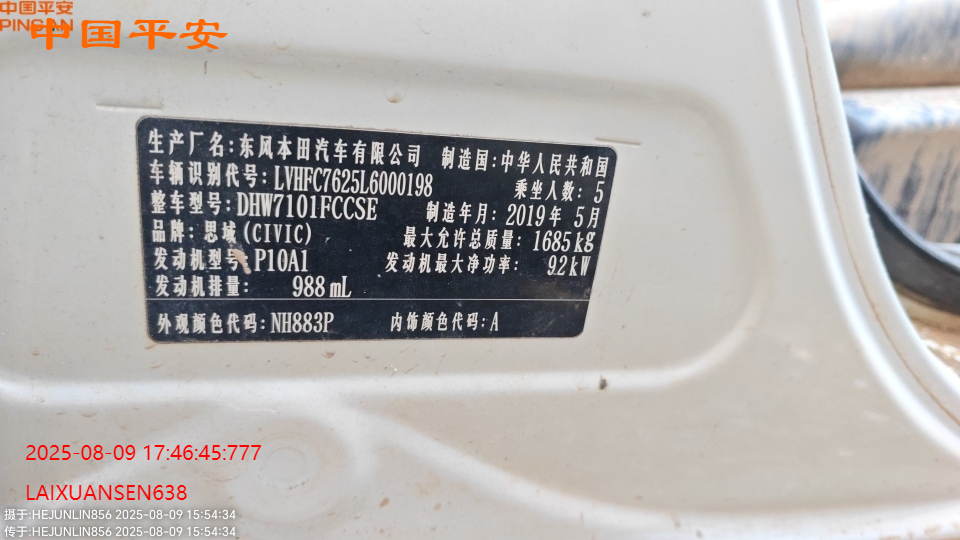 中国平安
PINGAN
中国平安
生产厂名:东风本田汽车有限公司 制造国:中华人民共和国
车辆识别代号:LVHFC7625L6000198 乘坐人数:5
整车型号:DHW7101FCCSE 制造年月:2019年5月
品牌:思域(CIVIC) 最大允许总质量:1685kg
发动机型号:P10A1 发动机最大净功率: 92kW
发动机排量: 988mL
外观颜色代码:NH883P 内饰颜色代码:A
2025-08-09 17:46:45:777
LAIXUANSEN638
摄于:HEJUNLIN856 2025-08-09 15:54:34
传于:HEJUNLIN856 2025-08-09 15:54:34